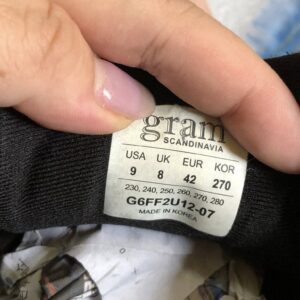 gram
SCANDINAVIA
USA UK EUR KOR
9 8 42 270
230, 240, 250, 260, 270, 280
G6FF2U12-07
MADE IN KOREA